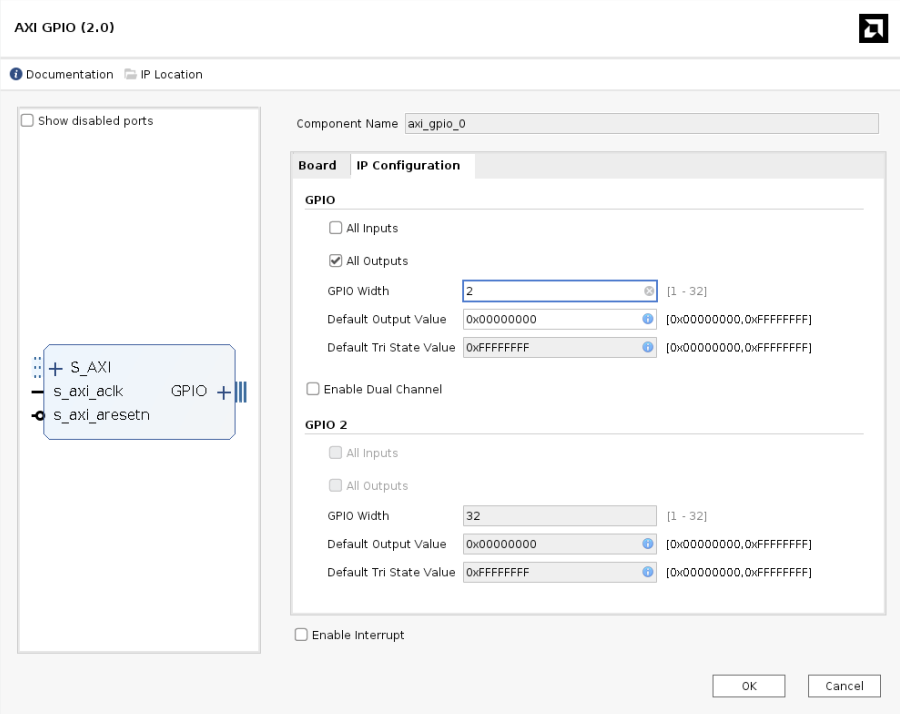 AXI GPIO (2.0)
Documentation IP Location
Show disabled ports
Component Name axi_gpio_0
Board IP Configuration
GPIO
All Inputs
All Outputs
GPIO Width 2 [1 - 32]
Default Output Value 0x00000000 [0x00000000,0xFFFFFFFF]
Default Tri State Value 0xFFFFFFFF [0x00000000,0xFFFFFFFF]
S_AXI
s_axi_aclk GPIO
s_axi_aresetn
Enable Dual Channel
GPIO 2
All Inputs
All Outputs
GPIO Width 32 [1 - 32]
Default Output Value 0x00000000 [0x00000000,0xFFFFFFFF]
Default Tri State Value 0xFFFFFFFF [0x00000000,0xFFFFFFFF]
Enable Interrupt
OK Cancel